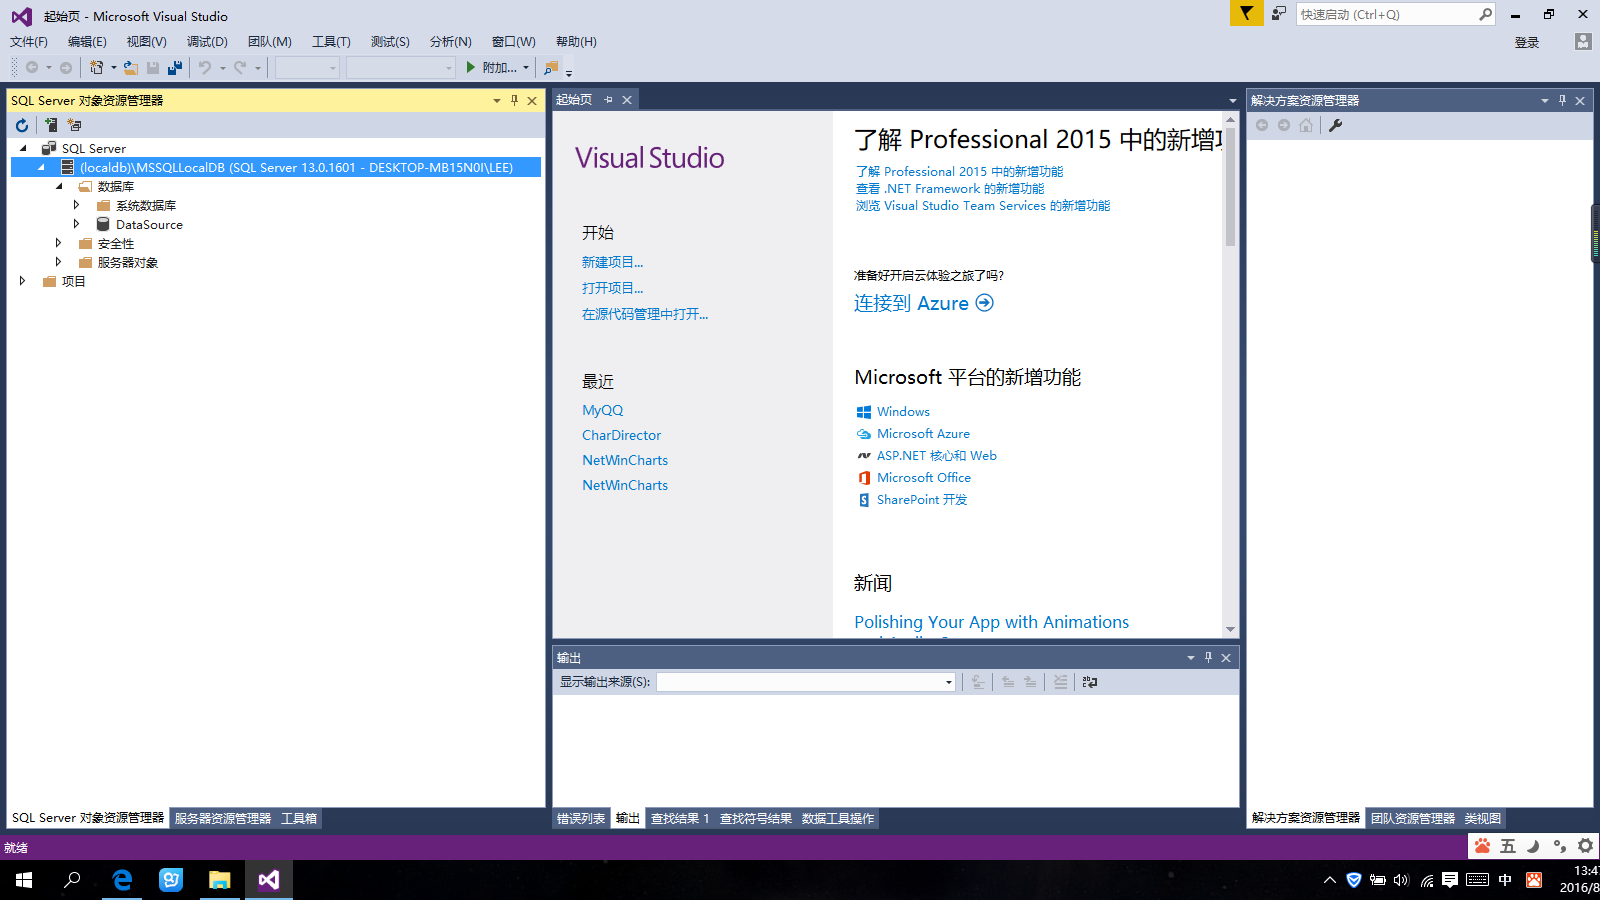 起始页 - Microsoft Visual Studio
快速启动 (Ctrl+Q)
文件(F) 编辑(E) 视图(V) 调试(D) 团队(M) 工具(T) 测试(S) 分析(N) 窗口(W) 帮助(H)
登录
附加...
SQL Server 对象资源管理器
SQL Server
(localdb)\MSSQLLocalDB (SQL Server 13.0.1601 - DESKTOP-MB15N0I\LEE)
数据库
系统数据库
DataSource
安全性
服务器对象
项目
SQL Server 对象资源管理器 服务器资源管理器 工具箱
起始页
Visual Studio
开始
新建项目...
打开项目...
在源代码管理中打开...
最近
MyQQ
CharDirector
NetWinCharts
NetWinCharts
了解 Professional 2015 中的新增
了解 Professional 2015 中的新增功能
查看 .NET Framework 的新增功能
浏览 Visual Studio Team Services 的新增功能
准备好开启云体验之旅了吗?
连接到 Azure
Microsoft 平台的新增功能
Windows
Microsoft Azure
ASP.NET 核心和 Web
Microsoft Office
SharePoint 开发
新闻
Polishing Your App with Animations
输出
显示输出来源(S):
错误列表 输出 查找结果 1 查找符号结果 数据工具操作
解决方案资源管理器
解决方案资源管理器 团队资源管理器 类视图
就绪
五
中
13:47
2016/8